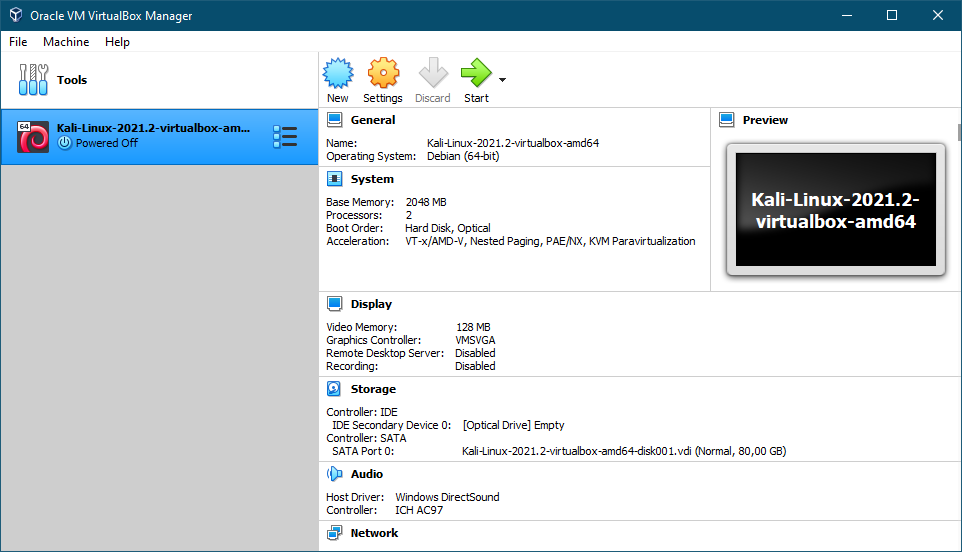 Oracle VM VirtualBox Manager
File Machine Help
Tools
64
Kali-Linux-2021.2-virtualbox-am...
Powered Off
New Settings Discard Start
General
Name: Kali-Linux-2021.2-virtualbox-amd64
Operating System: Debian (64-bit)
System
Base Memory: 2048 MB
Processors: 2
Boot Order: Hard Disk, Optical
Acceleration: VT-x/AMD-V, Nested Paging, PAE/NX, KVM Paravirtualization
Preview
Kali-Linux-2021.2-
virtualbox-amd64
Display
Video Memory: 128 MB
Graphics Controller: VMSVGA
Remote Desktop Server: Disabled
Recording: Disabled
Storage
Controller: IDE
IDE Secondary Device 0: [Optical Drive] Empty
Controller: SATA
SATA Port 0: Kali-Linux-2021.2-virtualbox-amd64-disk001.vdi (Normal, 80,00 GB)
Audio
Host Driver: Windows DirectSound
Controller: ICH AC97
Network